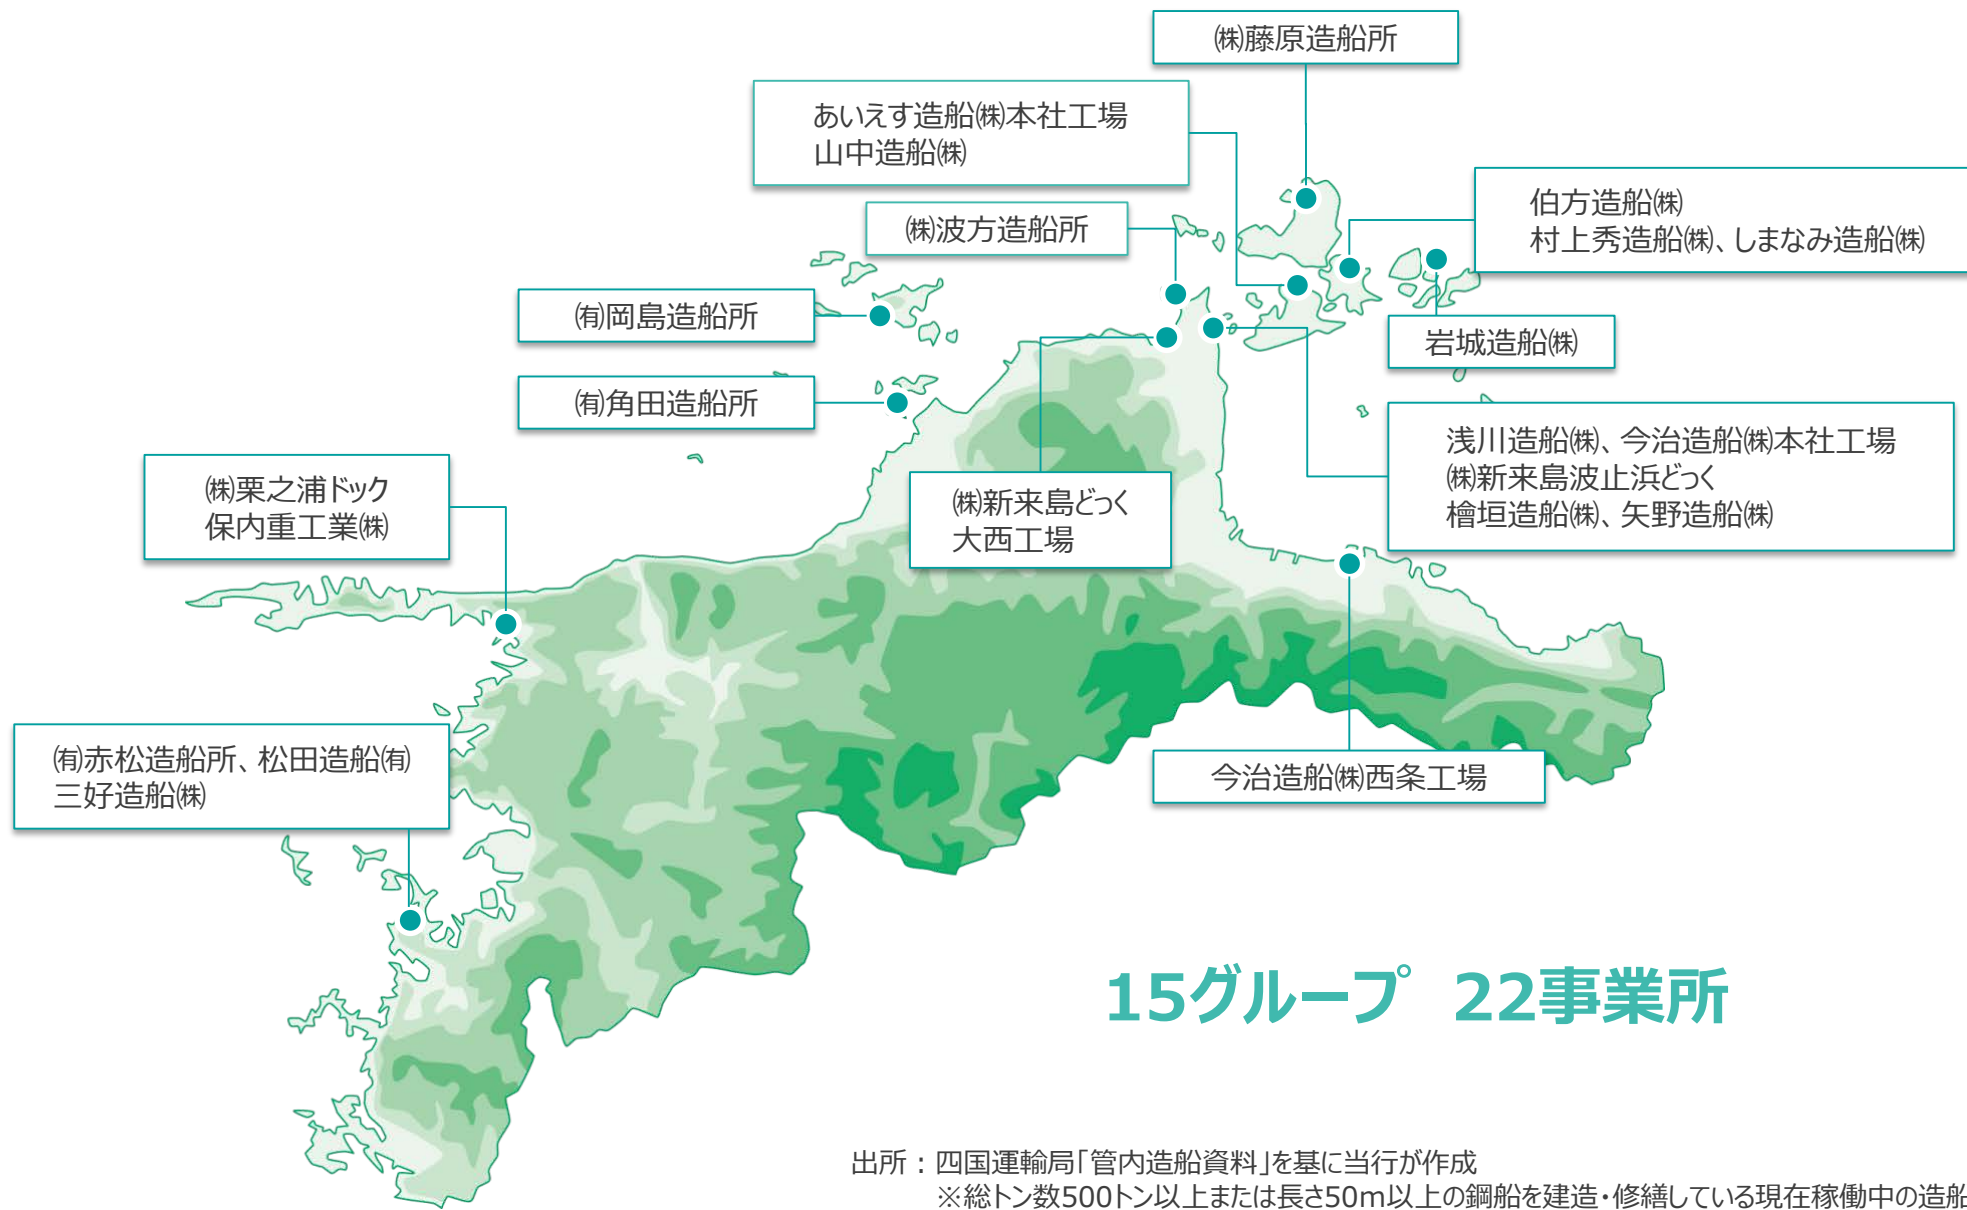 ㈱藤原造船所
あいえす造船㈱本社工場
山中造船㈱
伯方造船㈱
村上秀造船㈱、しまなみ造船㈱
㈱波方造船所
㈲岡島造船所
岩城造船㈱
㈲角田造船所
浅川造船㈱、今治造船㈱本社工場
㈱新来島波止浜どっく
檜垣造船㈱、矢野造船㈱
㈱栗之浦ドック
保内重工業㈱
㈱新来島どっく
大西工場
㈲赤松造船所、松田造船㈲
三好造船㈱
今治造船㈱西条工場
15グループ 22事業所
出所：四国運輸局「管内造船資料」を基に当行が作成
※総トン数500トン以上または長さ50m以上の鋼船を建造・修繕している現在稼働中の造船